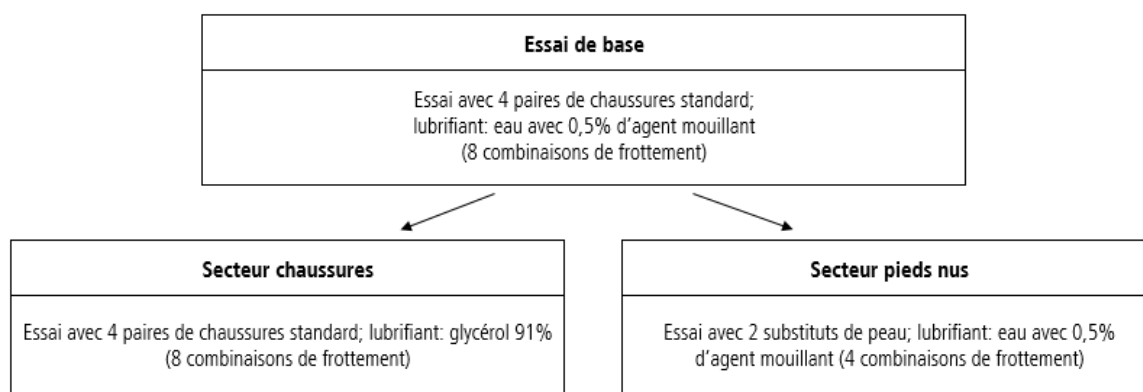 Essai de base
Essai avec 4 paires de chaussures standard;
lubrifiant: eau avec 0,5% d’agent mouillant
(8 combinaisons de frottement)
Secteur chaussures
Essai avec 4 paires de chaussures standard; lubrifiant: glycérol 91%
(8 combinaisons de frottement)
Secteur pieds nus
Essai avec 2 substituts de peau; lubrifiant: eau avec 0,5%
d’agent mouillant (4 combinaisons de frottement)